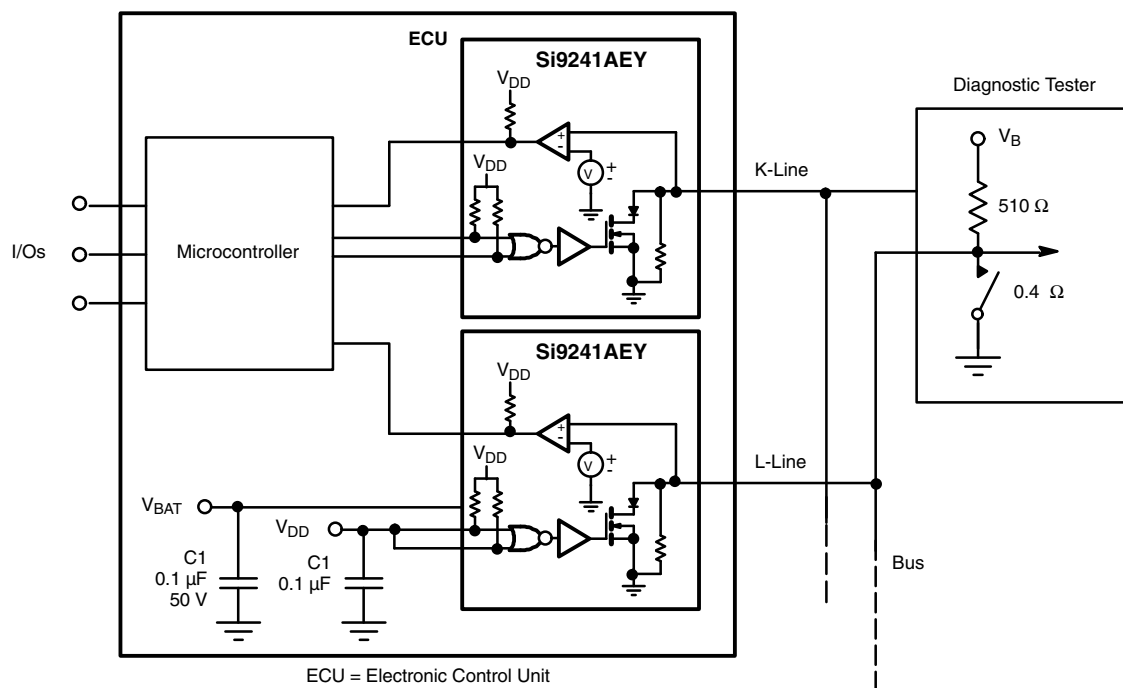 ECU
Si9241AEY
VDD
VDD
+
-
V
+
-
Microcontroller
I/Os
K-Line
Diagnostic Tester
VB
510 Ω
0.4 Ω
Si9241AEY
VDD
VDD
+
-
V
+
-
L-Line
VBAT
VDD
C1
0.1 µF
50 V
C1
0.1 µF
Bus
ECU = Electronic Control Unit